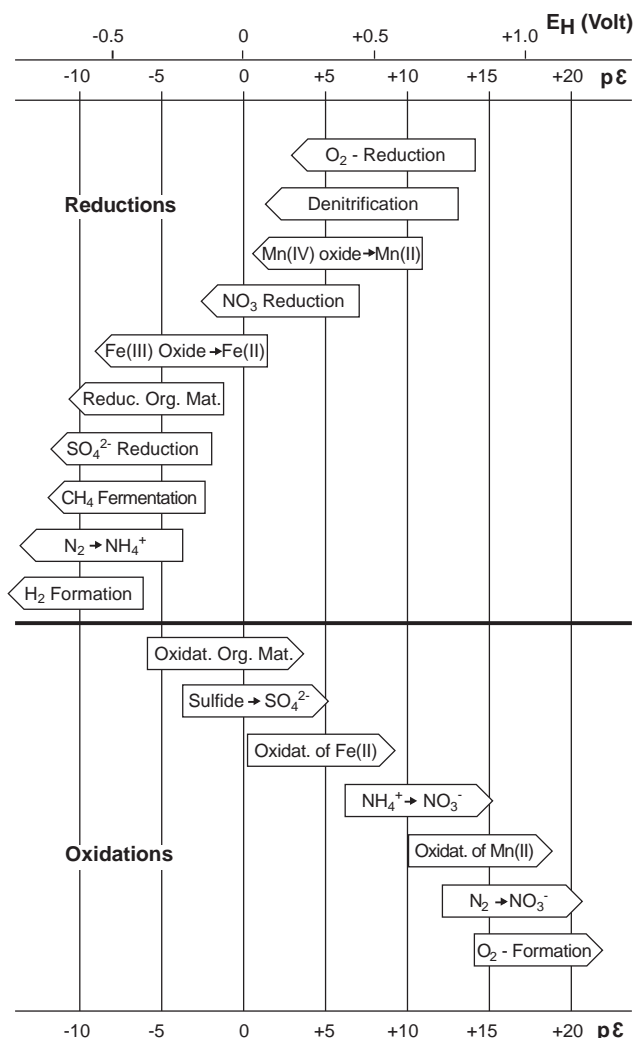 E_H (Volt)
-0.5 0 +0.5 +1.0
-10 -5 0 +5 +10 +15 +20 pƐ
O₂ - Reduction
Reductions
Denitrification
Mn(IV) oxide→Mn(II)
NO₃ Reduction
Fe(III) Oxide→Fe(II)
Reduc. Org. Mat.
SO₄²⁻ Reduction
CH₄ Fermentation
N₂→NH₄⁺
H₂ Formation
Oxidat. Org. Mat.
Sulfide→SO₄²⁻
Oxidat. of Fe(II)
NH₄⁺→NO₃⁻
Oxidations
Oxidat. of Mn(II)
N₂→NO₃⁻
O₂ - Formation
-10 -5 0 +5 +10 +15 +20 pƐ